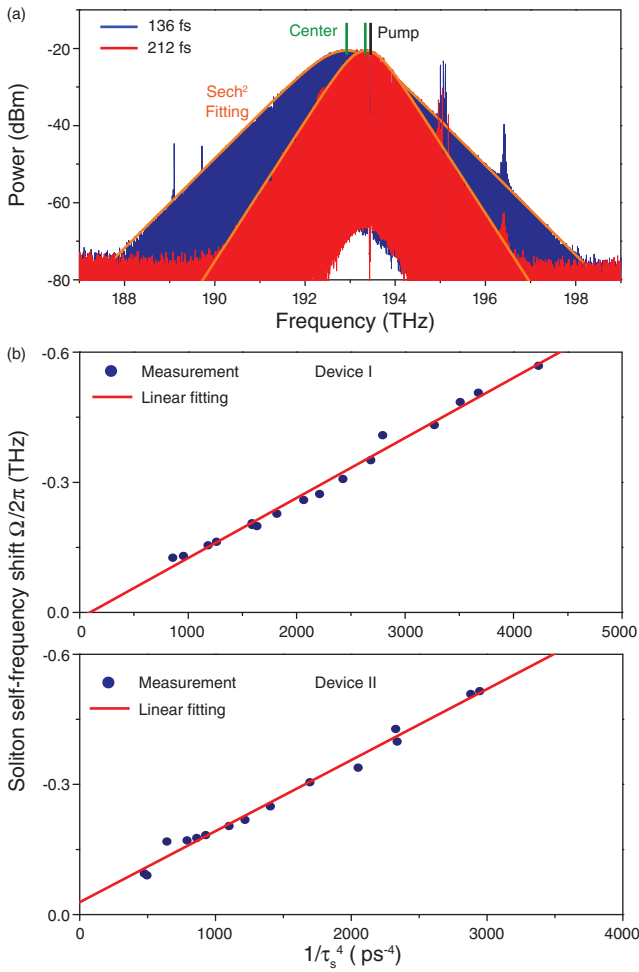 (a)
136 fs
212 fs
Center
Pump
Sech²
Fitting
Power (dBm)
-20
-40
-60
-80
188 190 192 194 196 198
Frequency (THz)
(b)
Soliton self-frequency shift Ω/2π (THz)
-0.6
-0.3
0.0
Measurement Device I
Linear fitting
0 1000 2000 3000 4000 5000
-0.6
-0.3
0.0
Measurement Device II
Linear fitting
0 1000 2000 3000 4000
1/τₛ⁴ ( ps⁻⁴)